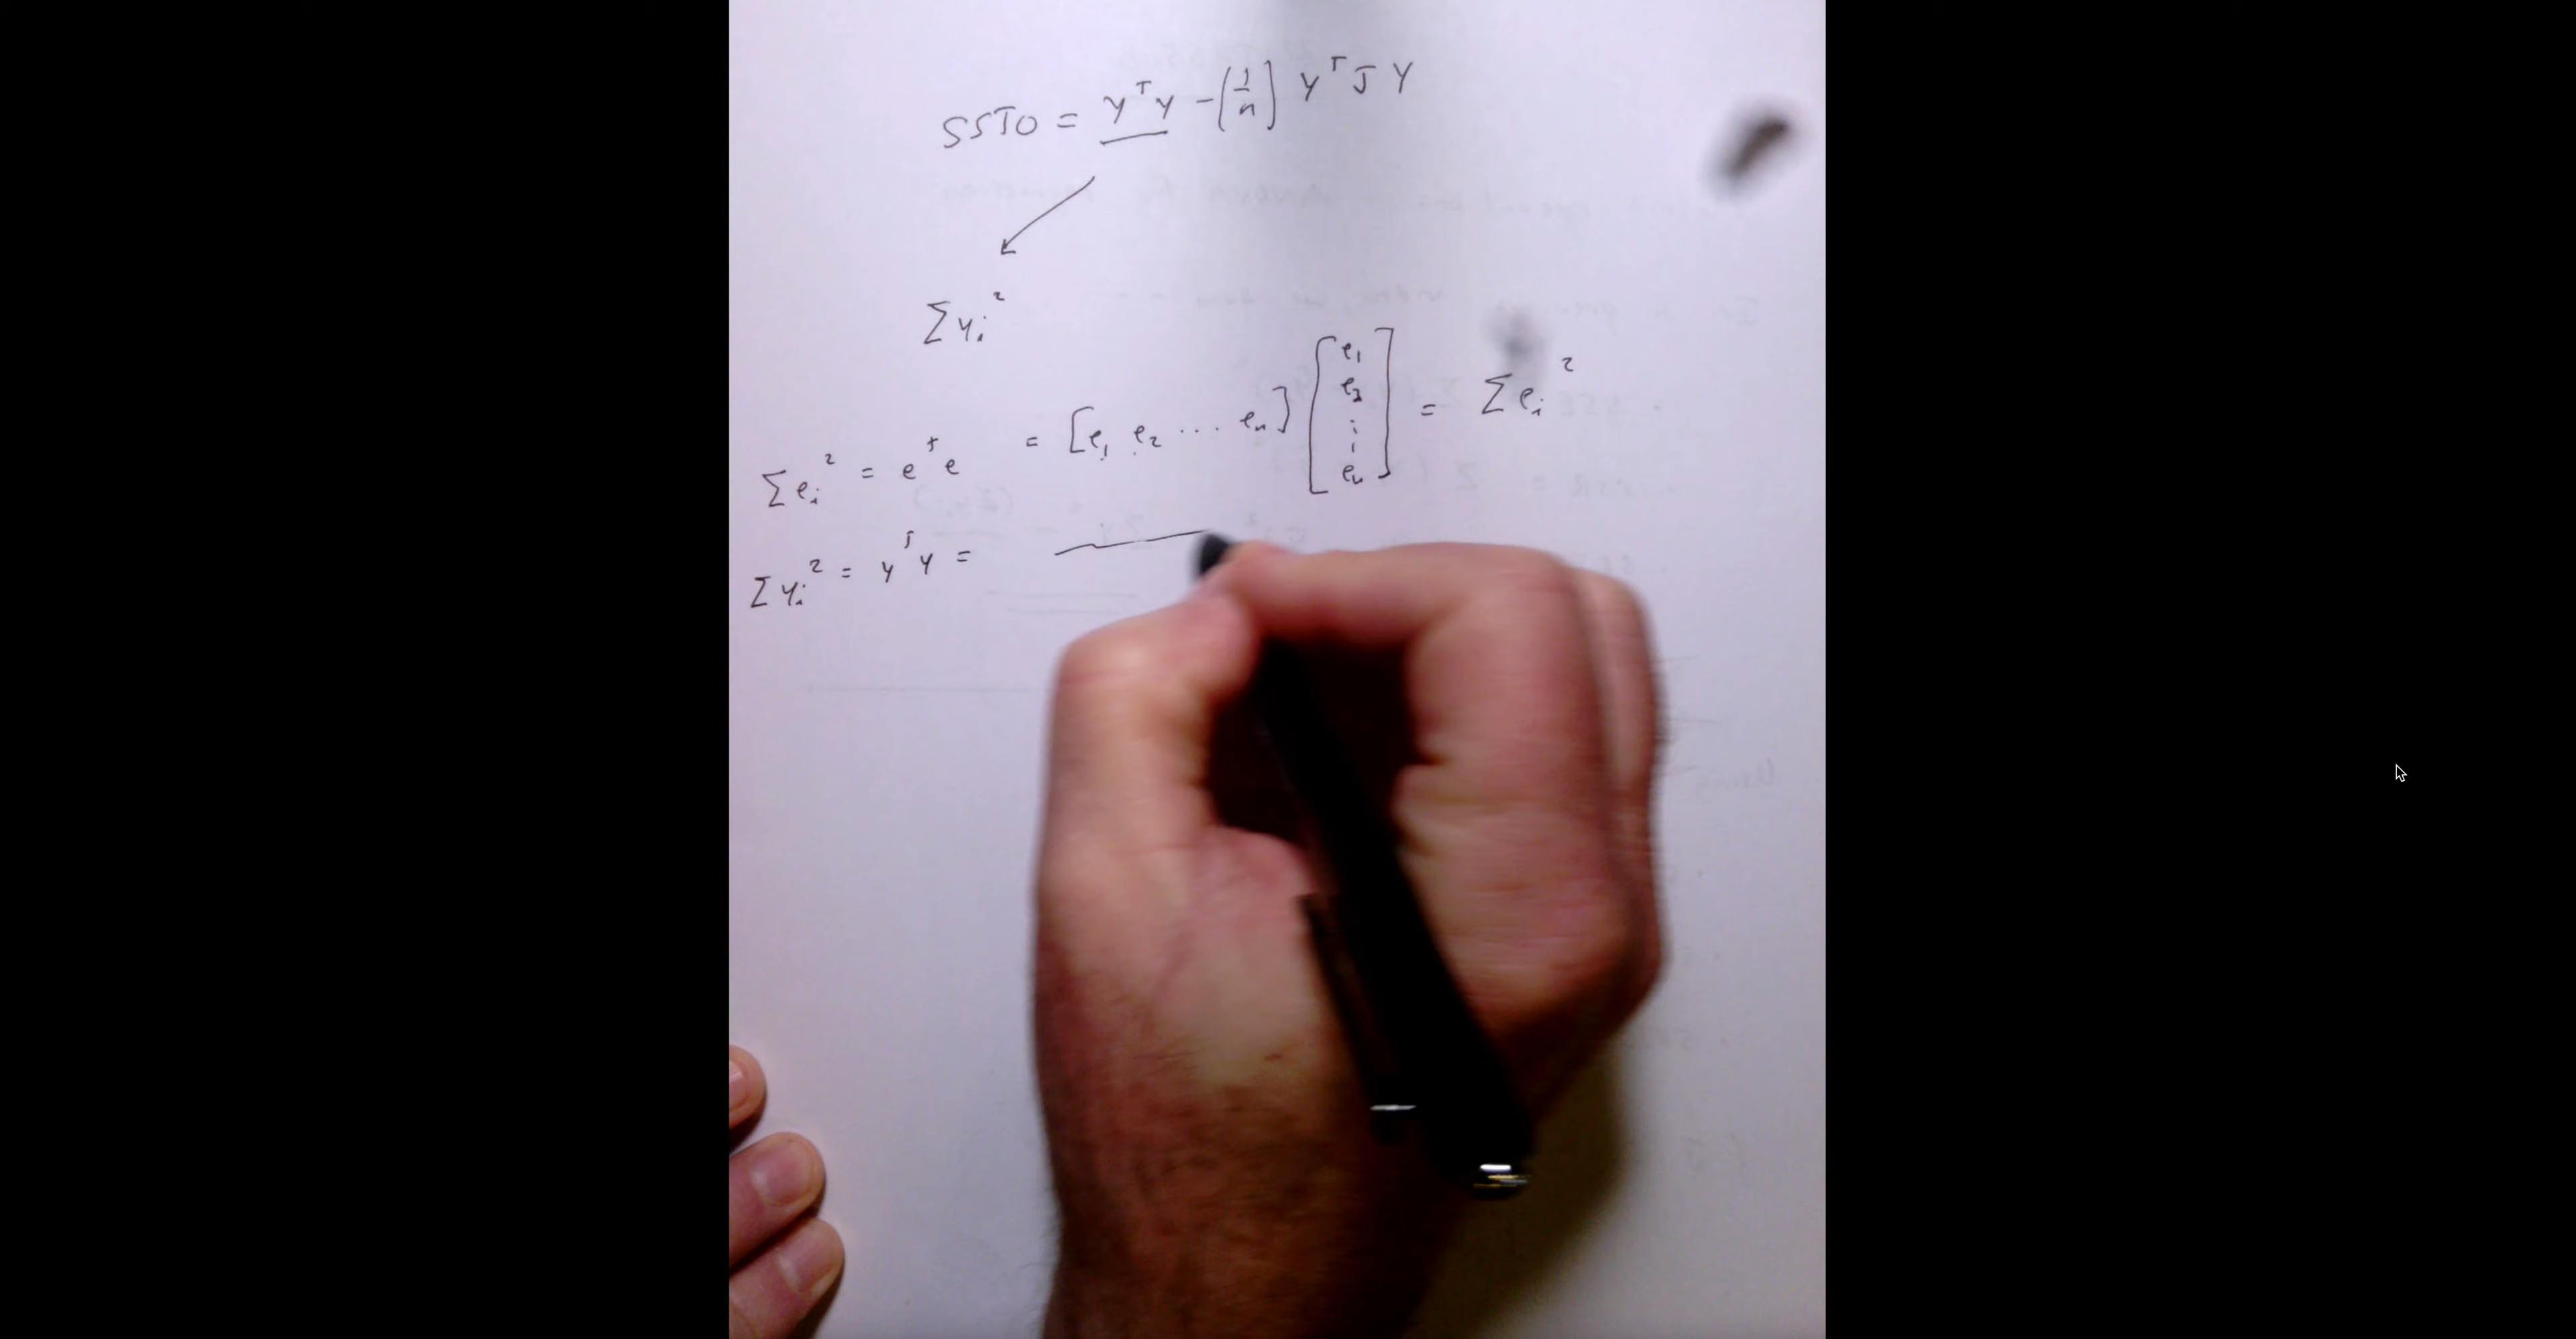 SSTO = Y^T Y - (1/n) Y^T J Y
Σ Y_i^2
Σ e_i^2 = e^T e = [e_1 e_2 ... e_n] [e_1 e_2 ⋮ e_n] = Σ e_i^2
Σ Y_i^2 = Y^T Y =